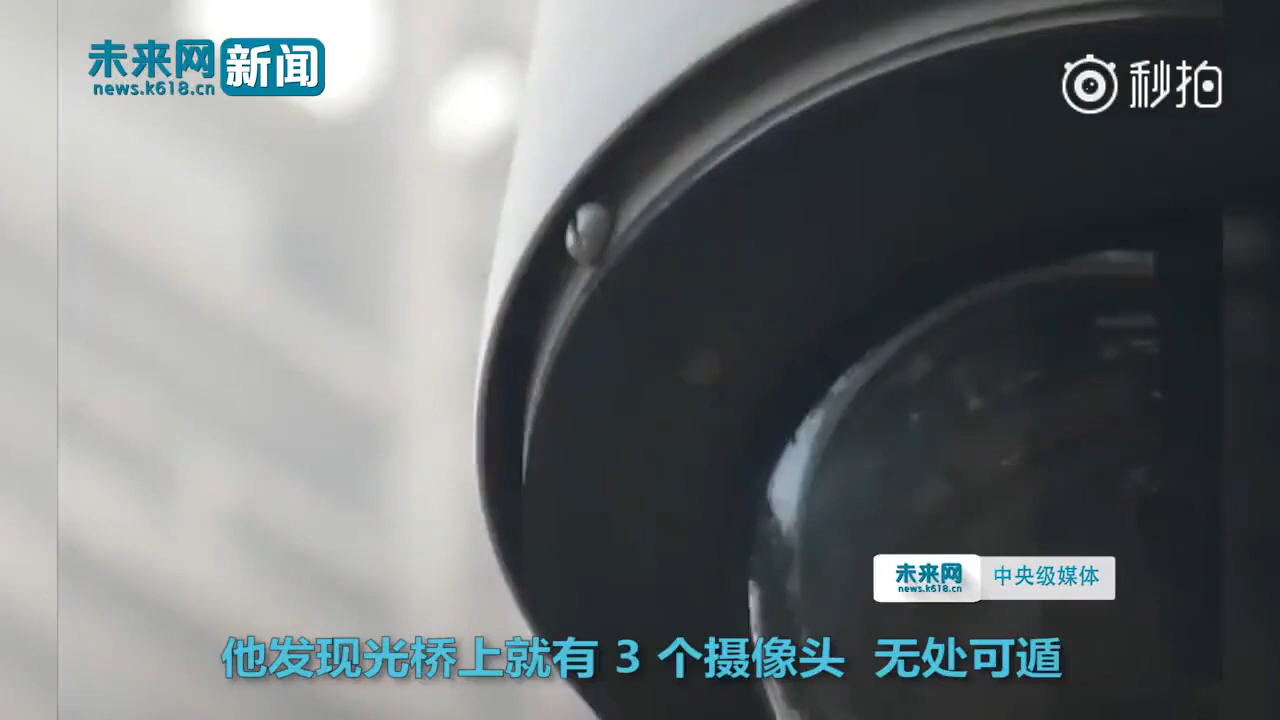 未来网 新闻
news.k618.cn
秒拍
未来网 中央级媒体
news.k618.cn
他发现光桥上就有 3 个摄像头 无处可遁